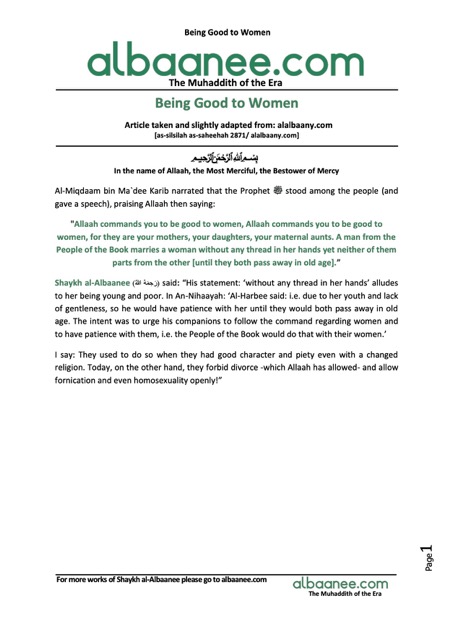 Being Good to Women
albaanee.com
The Muhaddith of the Era
Being Good to Women
Article taken and slightly adapted from: alalbaany.com
[as-silsilah as-saheehah 2871/ alalbaany.com]
بِسْمِ ٱللَّهِ ٱلرَّحْمَٰنِ ٱلرَّحِيمِ
In the name of Allaah, the Most Merciful, the Bestower of Mercy
Al-Miqdaam bin Ma`dee Karib narrated that the Prophet ﷺ stood among the people (and
gave a speech), praising Allaah then saying:
"Allaah commands you to be good to women, Allaah commands you to be good to
women, for they are your mothers, your daughters, your maternal aunts. A man from the
People of the Book marries a woman without any thread in her hands yet neither of them
parts from the other [until they both pass away in old age].”
Shaykh al-Albaanee (رحمهُ اللهُ) said: “His statement: ‘without any thread in her hands’ alludes
to her being young and poor. In An-Nihaayah: ‘Al-Harbee said: i.e. due to her youth and lack
of gentleness, so he would have patience with her until they would both pass away in old
age. The intent was to urge his companions to follow the command regarding women and
to have patience with them, i.e. the People of the Book would do that with their women.’
I say: They used to do so when they had good character and piety even with a changed
religion. Today, on the other hand, they forbid divorce -which Allaah has allowed- and allow
fornication and even homosexuality openly!”
Page 1
For more works of Shaykh al-Albaanee please go to albaanee.com
albaanee.com
The Muhaddith of the Era